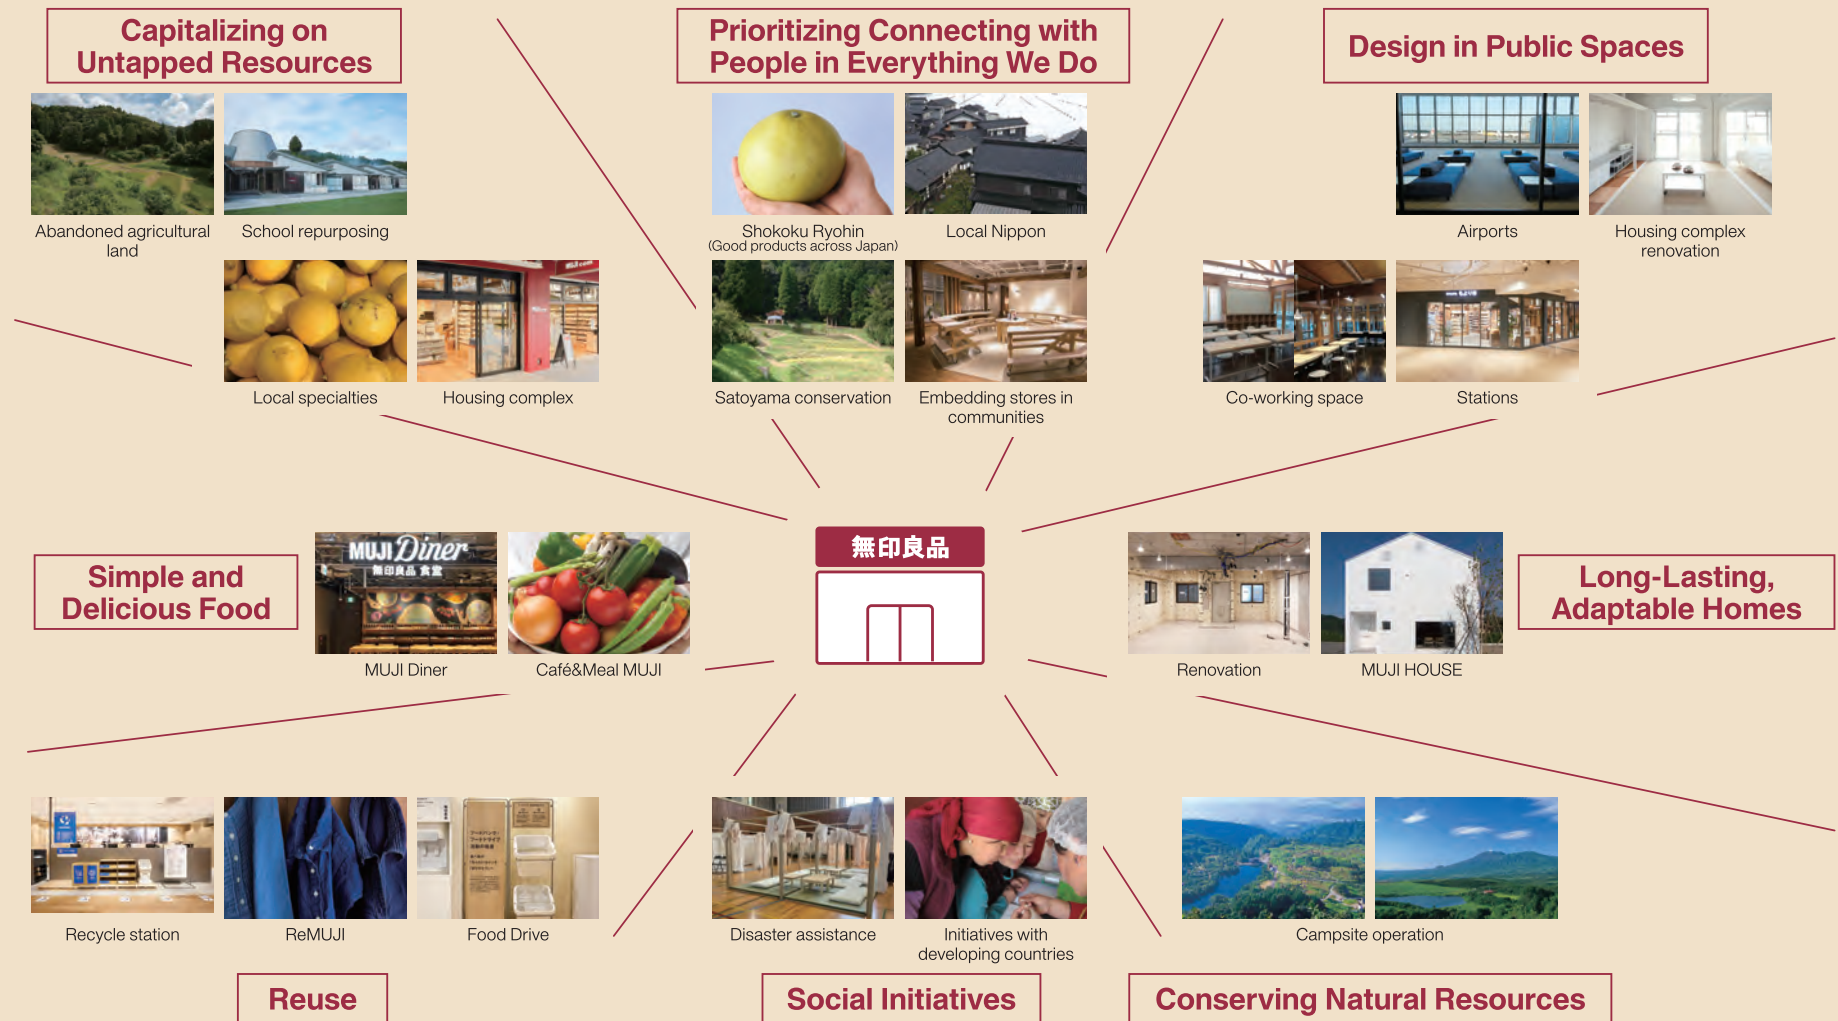 Capitalizing on
Untapped Resources
Abandoned agricultural
land
School repurposing
Local specialties
Housing complex
Prioritizing Connecting with
People in Everything We Do
Shokoku Ryohin
(Good products across Japan)
Local Nippon
Satoyama conservation
Embedding stores in
communities
Design in Public Spaces
Airports
Housing complex
renovation
Co-working space
Stations
Simple and
Delicious Food
MUJI Diner
無印良品 食堂
MUJI Diner
Café&Meal MUJI
無印良品
Renovation
MUJI HOUSE
Long-Lasting,
Adaptable Homes
Recycle station
ReMUJI
Food Drive
Reuse
Disaster assistance
Initiatives with
developing countries
Social Initiatives
Campsite operation
Conserving Natural Resources